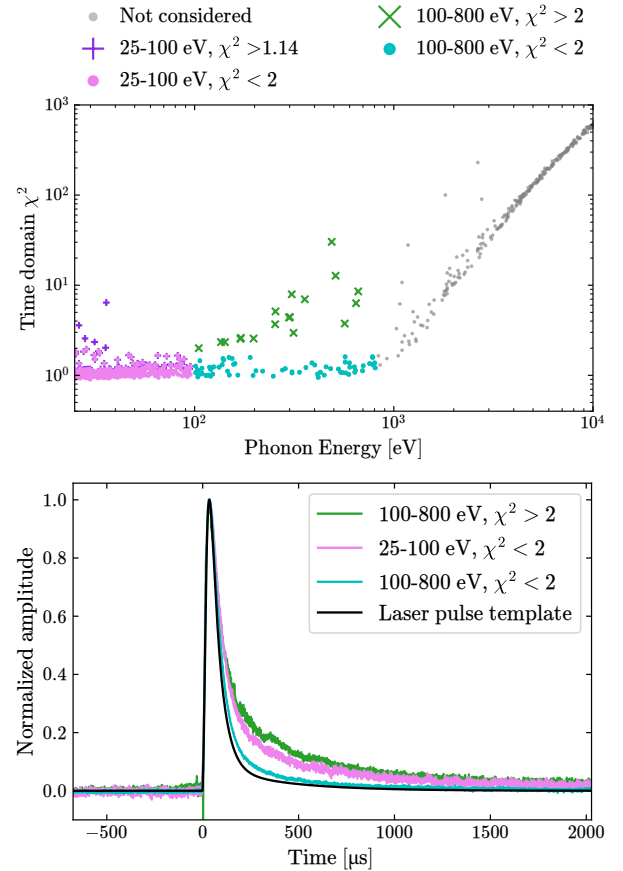 Not considered
25-100 eV, χ² >1.14
25-100 eV, χ² < 2
100-800 eV, χ² > 2
100-800 eV, χ² < 2
10³
10²
10¹
10⁰
Time domain χ²
10² 10³ 10⁴
Phonon Energy [eV]
100-800 eV, χ² > 2
25-100 eV, χ² < 2
100-800 eV, χ² < 2
Laser pulse template
1.0
0.8
0.6
0.4
0.2
0.0
Normalized amplitude
−500 0 500 1000 1500 2000
Time [µs]